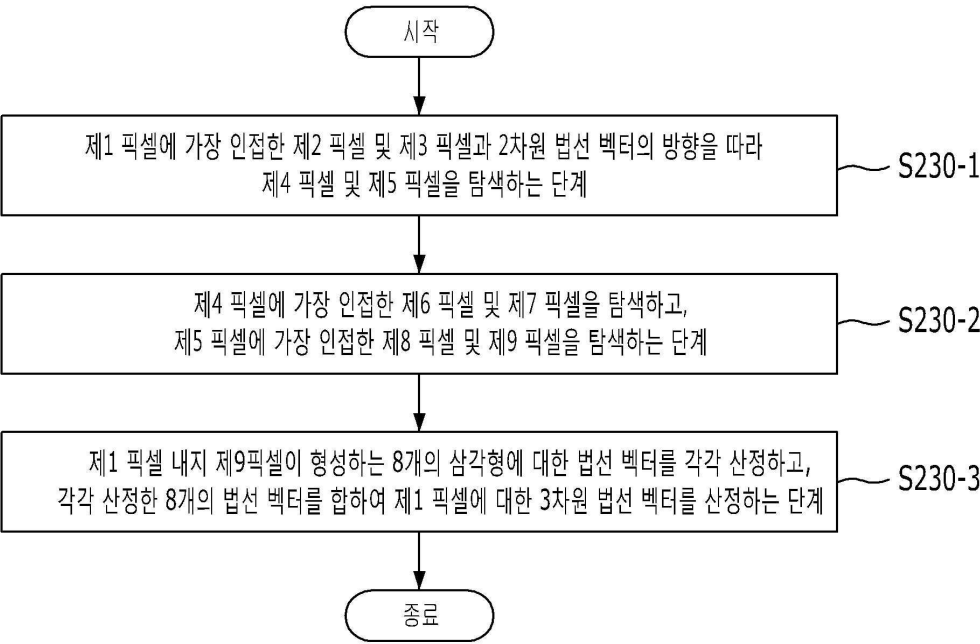 시작
제1 픽셀에 가장 인접한 제2 픽셀 및 제3 픽셀과 2차원 법선 벡터의 방향을 따라
제4 픽셀 및 제5 픽셀을 탐색하는 단계
S230-1
제4 픽셀에 가장 인접한 제6 픽셀 및 제7 픽셀을 탐색하고,
제5 픽셀에 가장 인접한 제8 픽셀 및 제9 픽셀을 탐색하는 단계
S230-2
제1 픽셀 내지 제9픽셀이 형성하는 8개의 삼각형에 대한 법선 벡터를 각각 산정하고,
각각 산정한 8개의 법선 벡터를 합하여 제1 픽셀에 대한 3차원 법선 벡터를 산정하는 단계
S230-3
종료